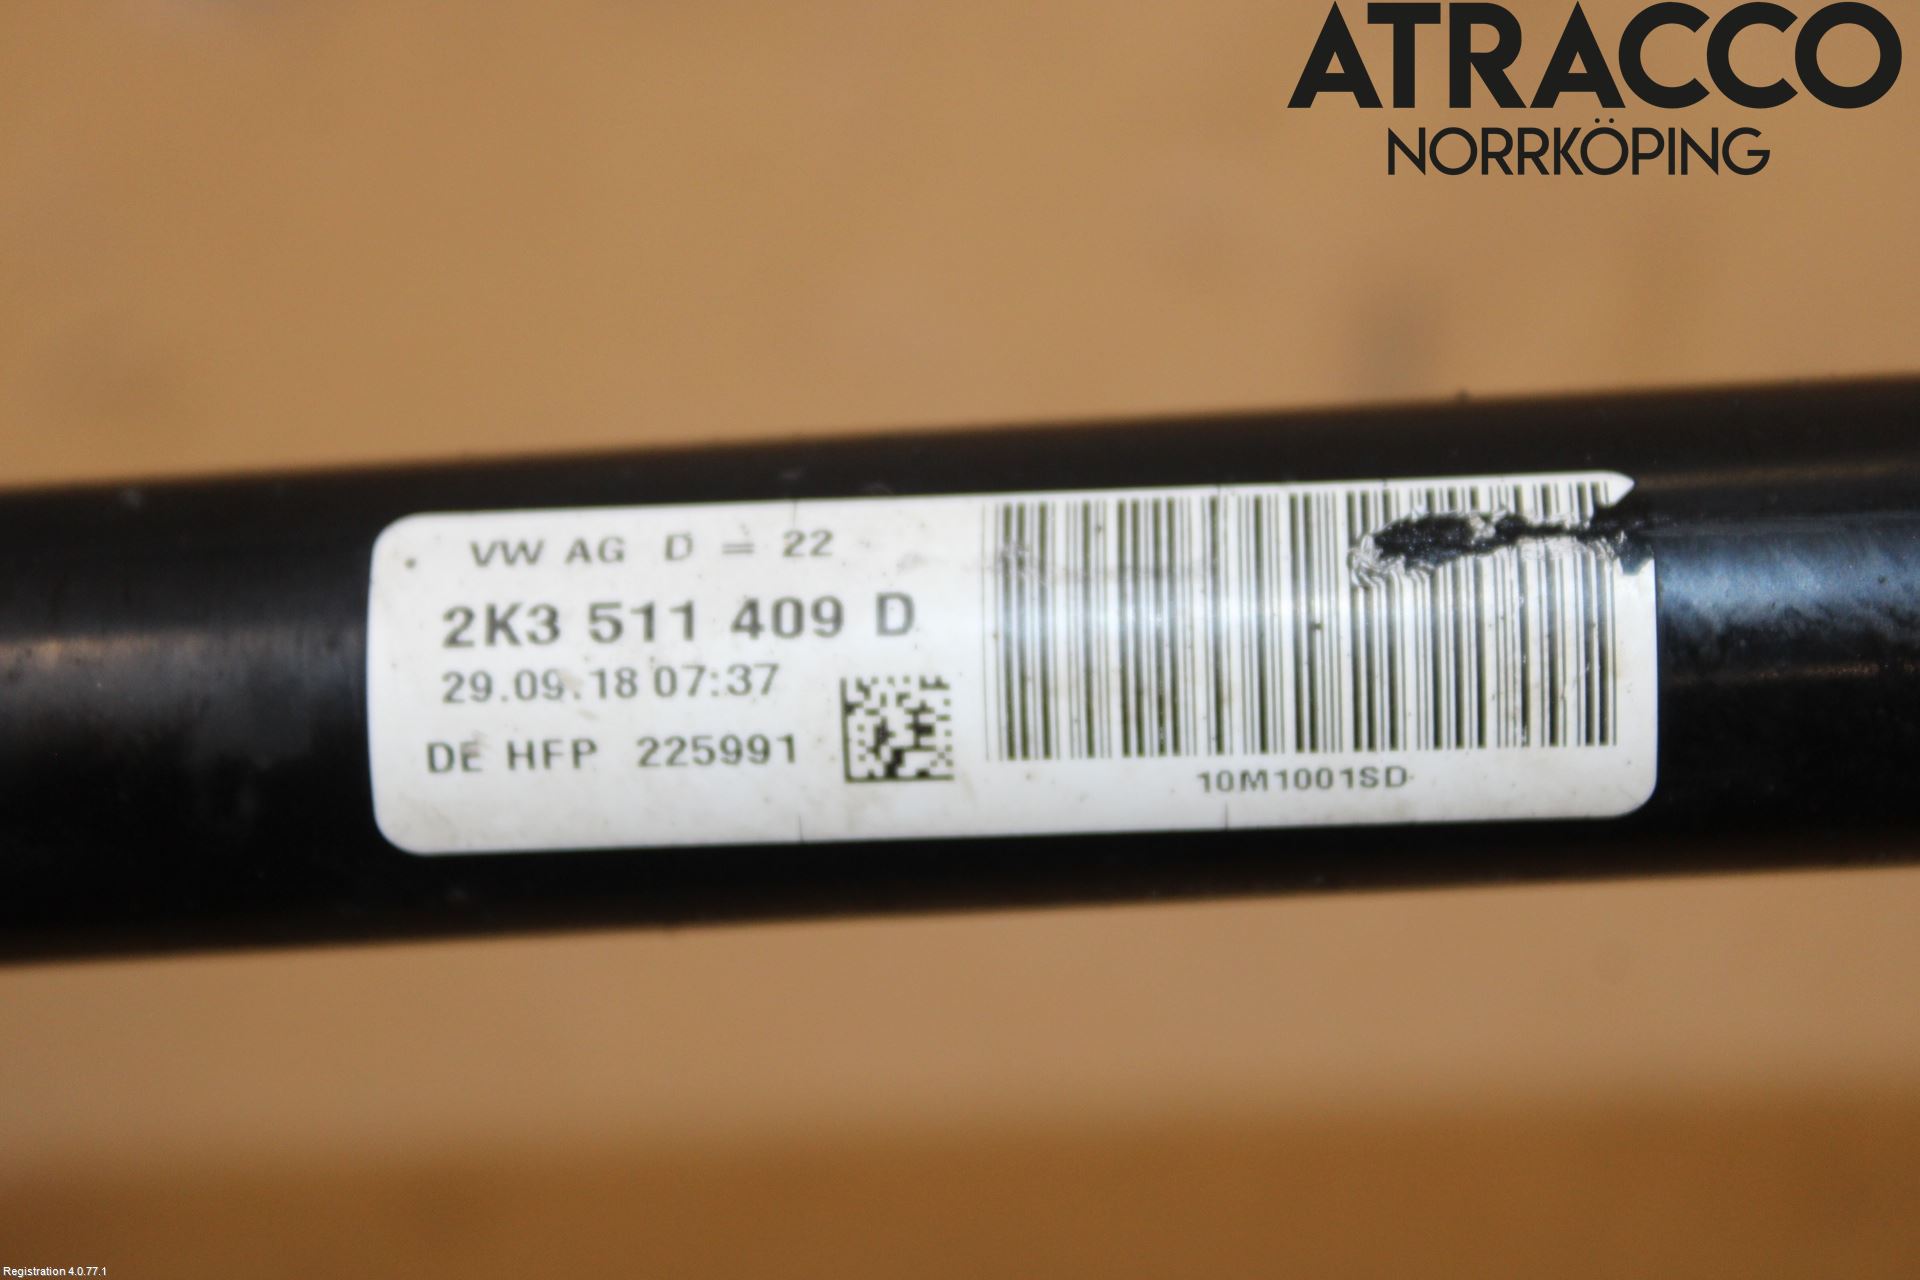 ATRACCO
NORRKÖPING
VW AG D = 22
2K3 511 409 D
29.09.18 07:37
DE HFP 225991
10M1001SD
Registration 4.0.77.1